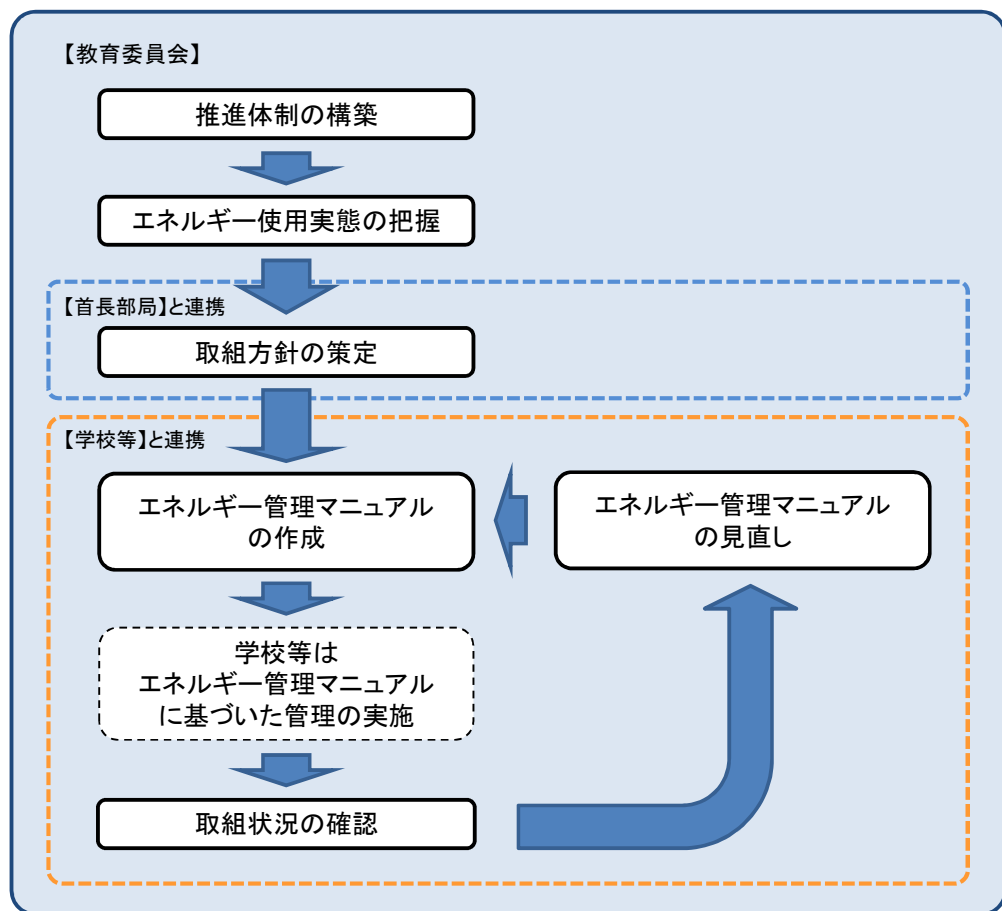 【教育委員会】
推進体制の構築
エネルギー使用実態の把握
【首長部局】と連携
取組方針の策定
【学校等】と連携
エネルギー管理マニュアル
の作成
エネルギー管理マニュアル
の見直し
学校等は
エネルギー管理マニュアル
に基づいた管理の実施
取組状況の確認